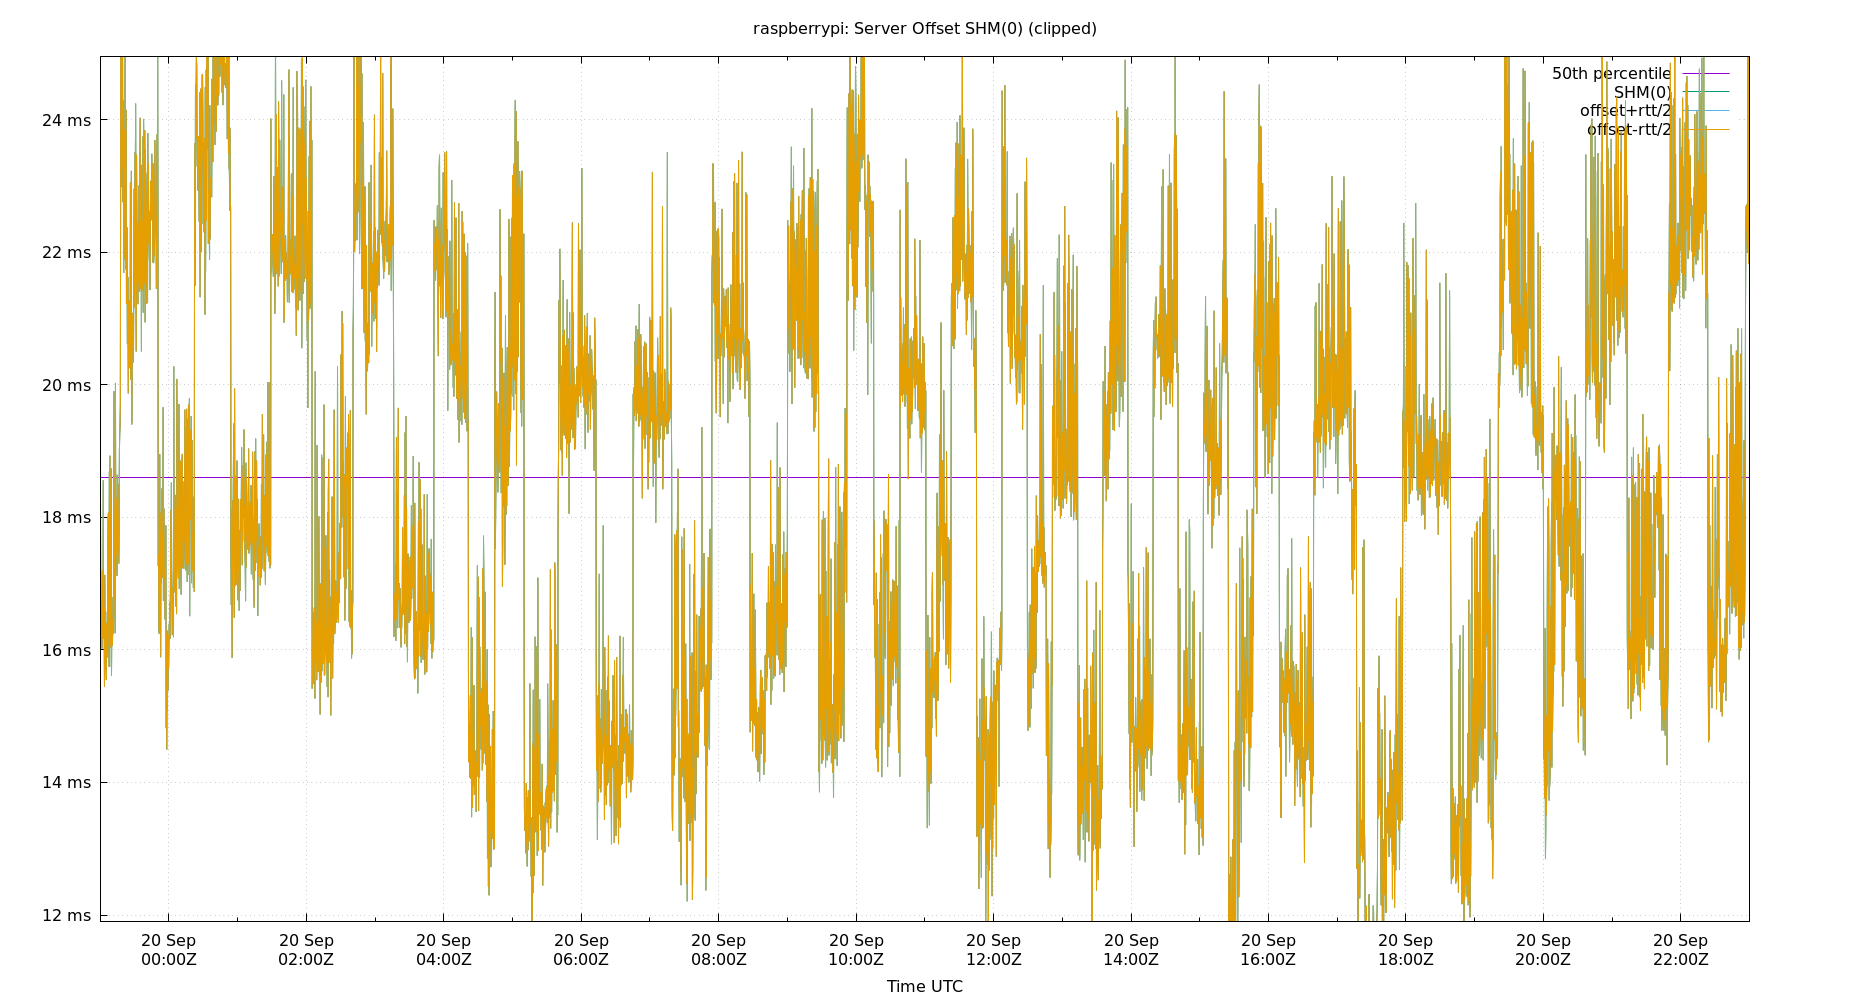 raspberrypi: Server Offset SHM(0) (clipped)
50th percentile
SHM(0)
offset+rtt/2
offset-rtt/2
24 ms
22 ms
20 ms
18 ms
16 ms
14 ms
12 ms
20 Sep 20 Sep 20 Sep 20 Sep 20 Sep 20 Sep 20 Sep 20 Sep 20 Sep 20 Sep 20 Sep 20 Sep
00:00Z 02:00Z 04:00Z 06:00Z 08:00Z 10:00Z 12:00Z 14:00Z 16:00Z 18:00Z 20:00Z 22:00Z
Time UTC